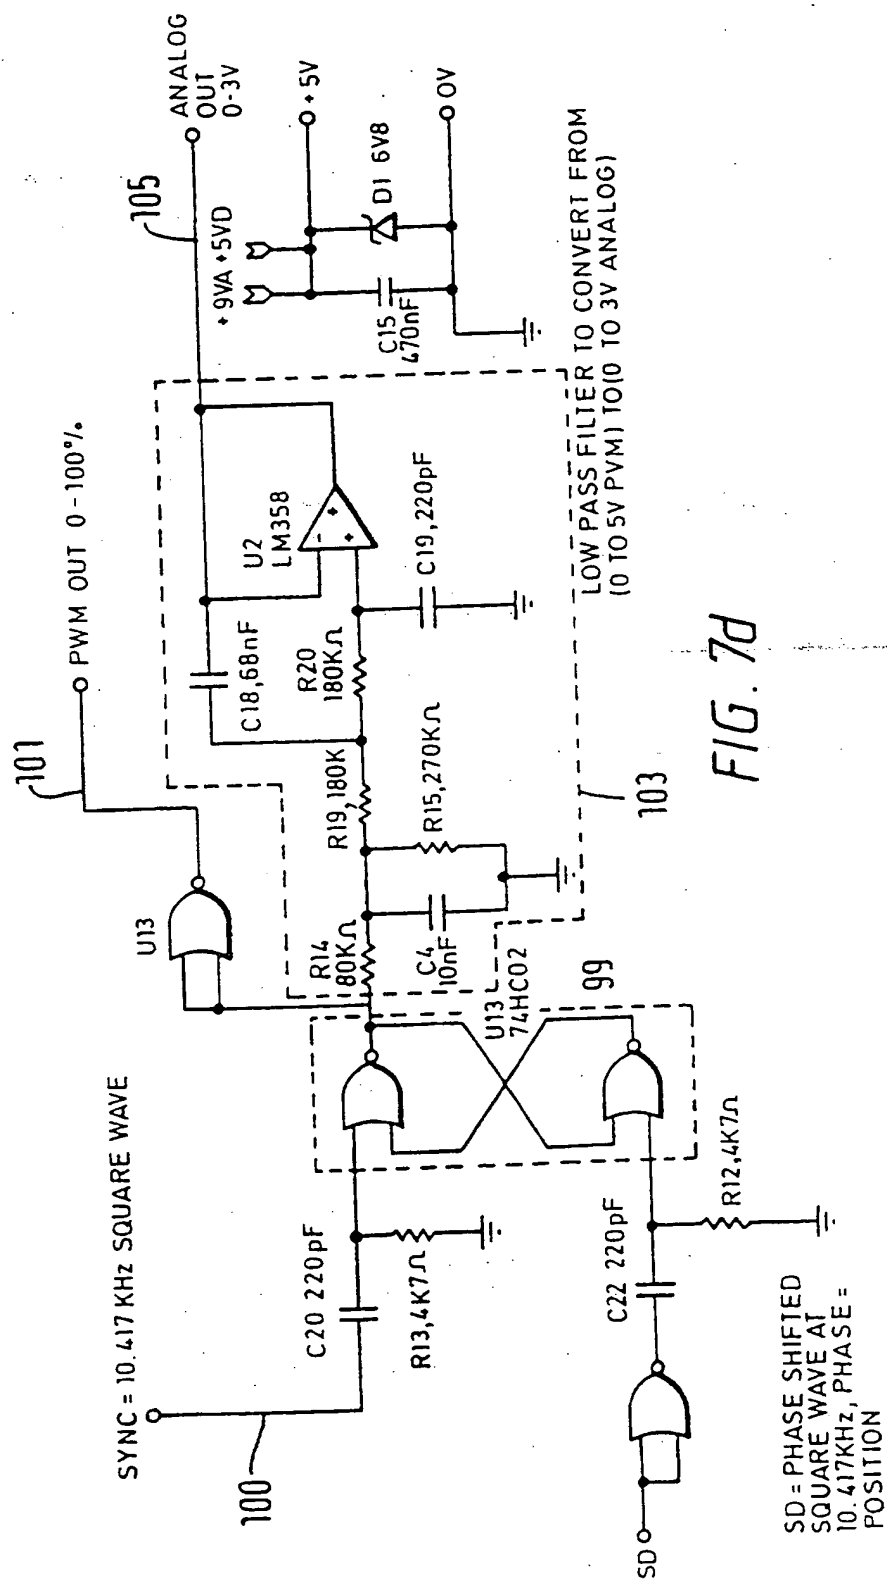 SYNC = 10.417 KHz SQUARE WAVE
100
C20 220pF
R13,4K7Ω
SD
SD = PHASE SHIFTED
SQUARE WAVE AT
10.417KHz, PHASE =
POSITION
C22 220pF
R12,4K7Ω
U13
74HC02
99
U13
101
PWM OUT 0-100%
R14
80KΩ
C4
10nF
R15,270KΩ
R19,180K
R20
180KΩ
C18,68nF
C19,220pF
U2
LM358
-
+
+
103
LOW PASS FILTER TO CONVERT FROM
(0 TO 5V PVM) TO(0 TO 3V ANALOG)
105
ANALOG
OUT
0-3V
+9VA +5VD
+5V
C15
470nF
D1 6V8
0V
FIG. 7d